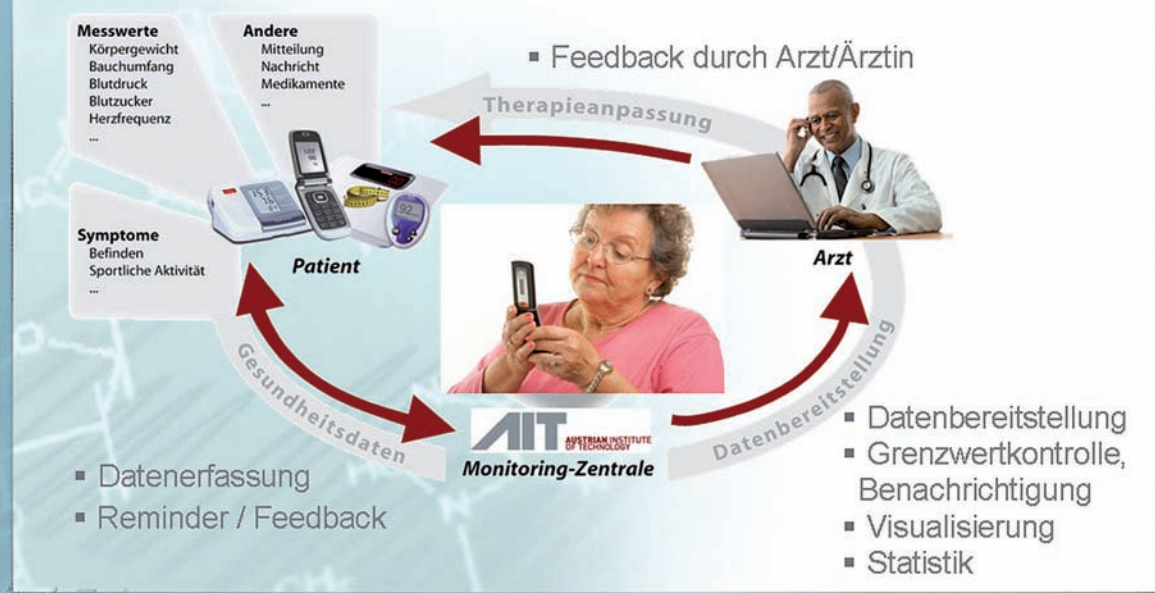 Messwerte
Körpergewicht
Bauchumfang
Blutdruck
Blutzucker
Herzfrequenz
...
Andere
Mitteilung
Nachricht
Medikamente
...
▪ Feedback durch Arzt/Ärztin
Therapieanpassung
Symptome
Befinden
Sportliche Aktivität
...
Patient
92
Arzt
Gesundheitsdaten
Datenbereitstellung
AIT AUSTRIAN INSTITUTE
OF TECHNOLOGY
Monitoring-Zentrale
▪ Datenerfassung
▪ Reminder / Feedback
▪ Datenbereitstellung
▪ Grenzwertkontrolle,
Benachrichtigung
▪ Visualisierung
▪ Statistik